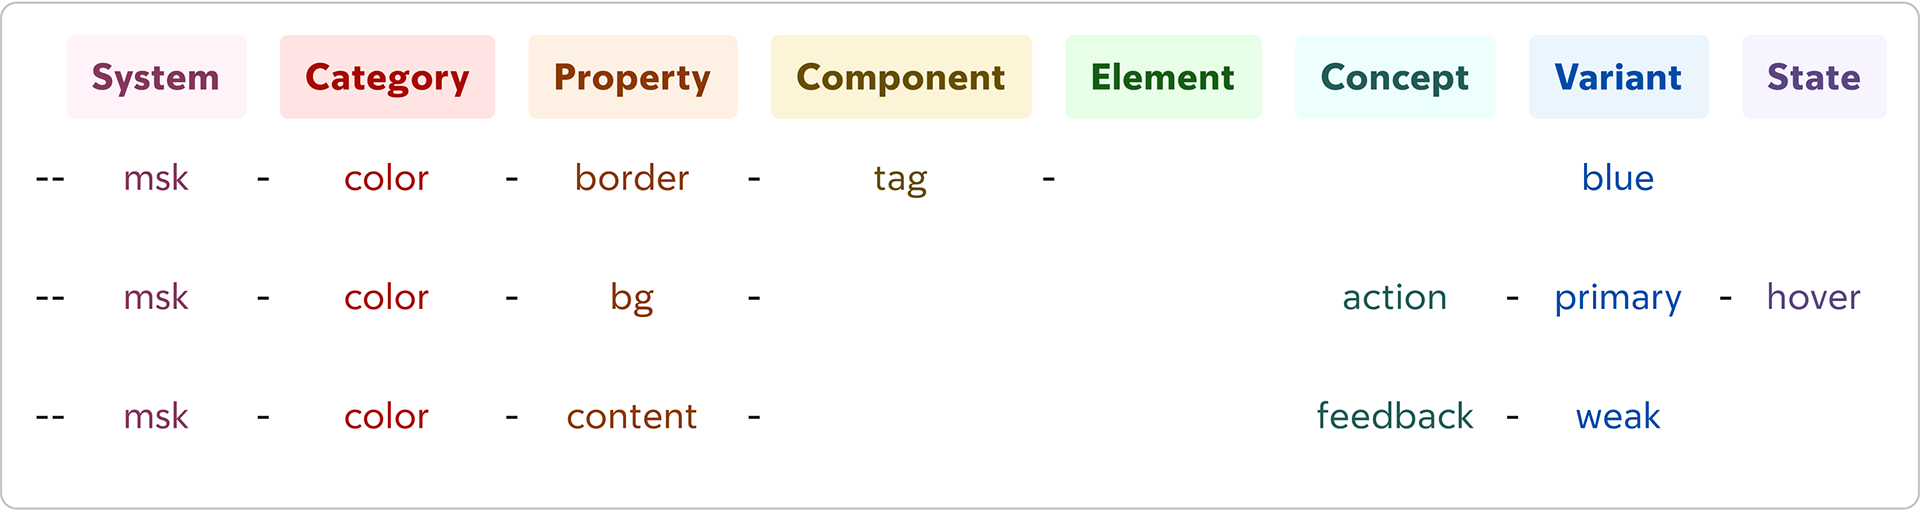 System Category Property Component Element Concept Variant State
-- msk - color - border - tag - blue
-- msk - color - bg - action - primary - hover
-- msk - color - content - feedback - weak